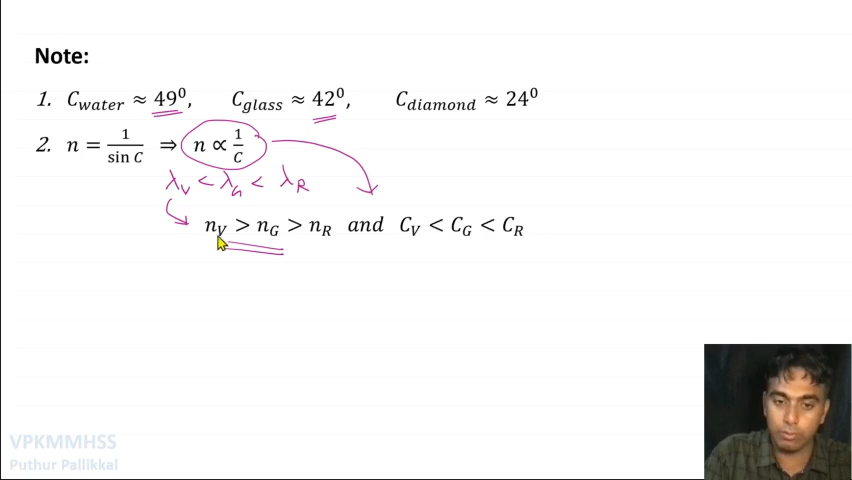 Note:
1. C_water ≈ 49⁰, C_glass ≈ 42⁰, C_diamond ≈ 24⁰
2. n = 1/sin C ⇒ n ∝ 1/C
λ_V < λ_G < λ_R
n_V > n_G > n_R and C_V < C_G < C_R
VPKMMHSS
Puthur Pallikkal